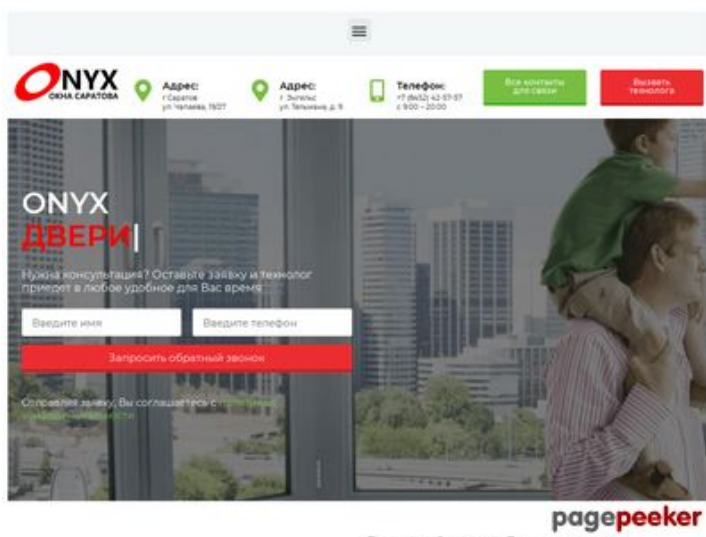 ONYX
ОКНА САРАТОВА
Адрес:
г.Саратов
ул. Чапаева, 19/27
Адрес:
г. Энгельс
ул. Тельмана, д. 9
Телефон:
с 9:00 – 20:00
Все контакты
для связи
Вызвать
технолога
ONYX
ДВЕРИ
Нужна консультация? Оставьте заявку и технолог
приедет в любое удобное для Вас время
Введите имя
Введите телефон
Запросить обратный звонок
Отправляя заявку, Вы соглашаетесь с политикой
конфиденциальности
pagepeeker